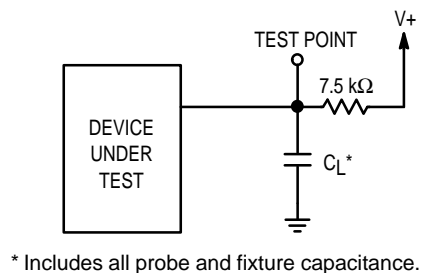 V+
TEST POINT
7.5 kΩ
DEVICE
UNDER
TEST
CL*
* Includes all probe and fixture capacitance.